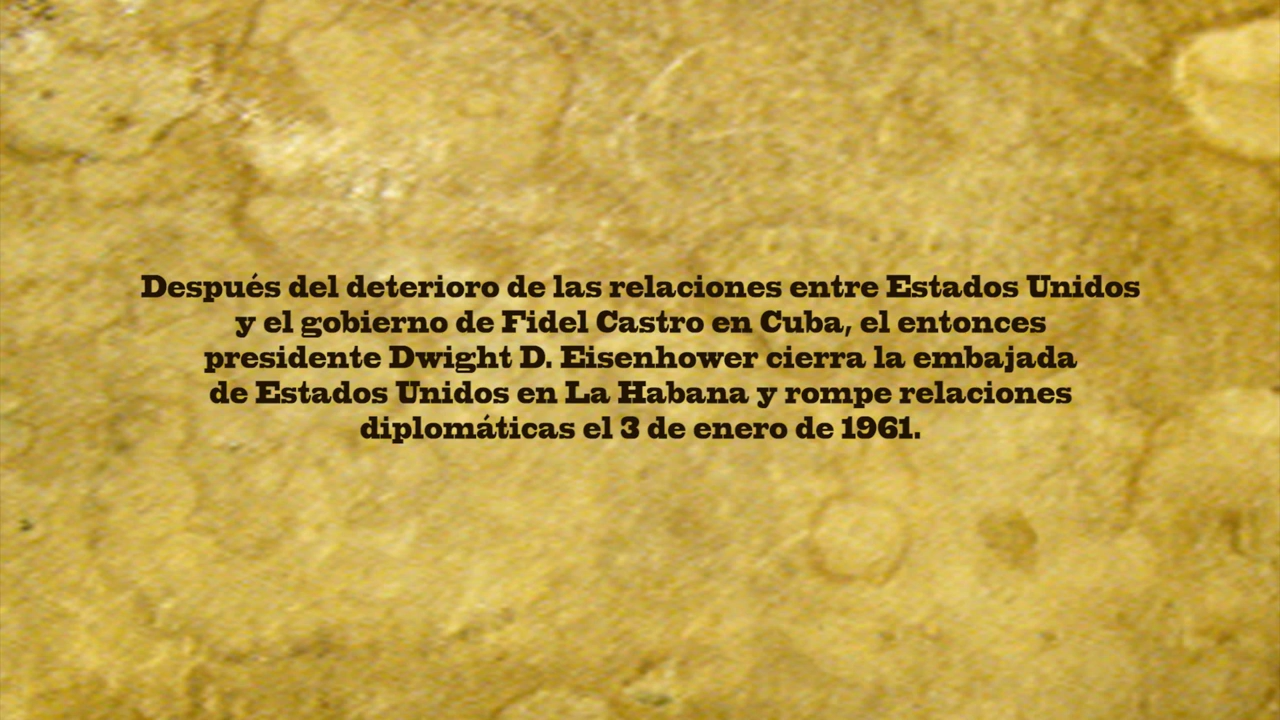 Después del deterioro de las relaciones entre Estados Unidos
y el gobierno de Fidel Castro en Cuba, el entonces
presidente Dwight D. Eisenhower cierra la embajada
de Estados Unidos en La Habana y rompe relaciones
diplomáticas el 3 de enero de 1961.